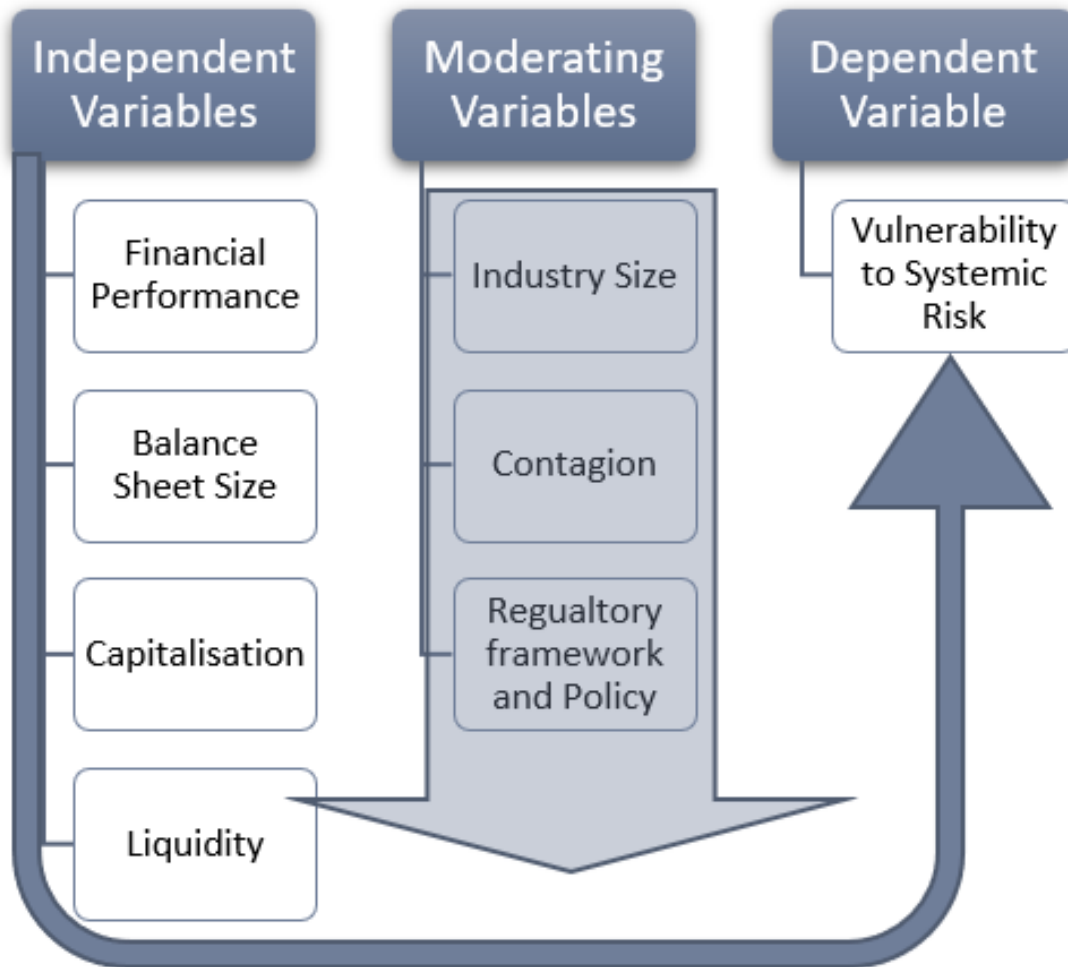 Independent
Variables
Financial
Performance
Balance
Sheet Size
Capitalisation
Liquidity
Moderating
Variables
Industry Size
Contagion
Regualtory
framework
and Policy
Dependent
Variable
Vulnerability
to Systemic
Risk